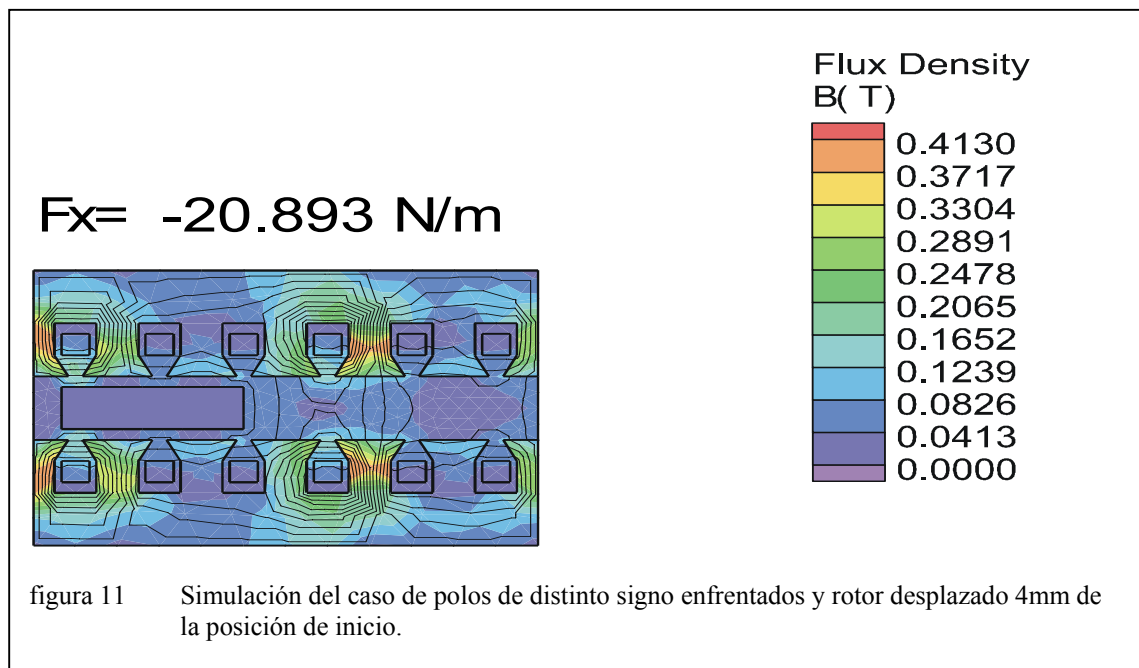 Flux Density
B( T)
0.4130
0.3717
0.3304
0.2891
0.2478
0.2065
0.1652
0.1239
0.0826
0.0413
0.0000
Fx= -20.893 N/m
figura 11 Simulación del caso de polos de distinto signo enfrentados y rotor desplazado 4mm de
la posición de inicio.